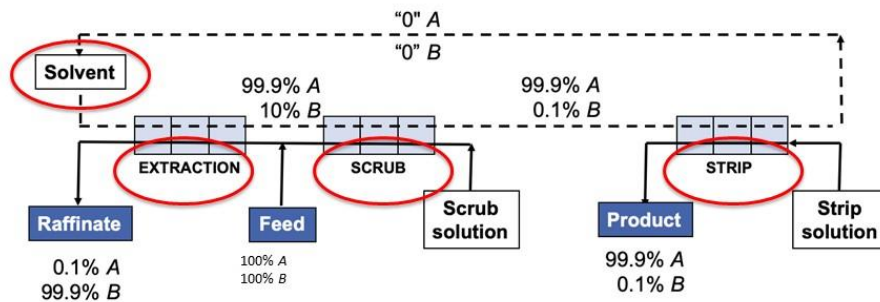 "0" A
"0" B
Solvent
99.9% A
10% B
99.9% A
0.1% B
EXTRACTION
SCRUB
STRIP
Raffinate
Feed
Scrub
solution
Product
Strip
solution
0.1% A
99.9% B
100% A
100% B
99.9% A
0.1% B